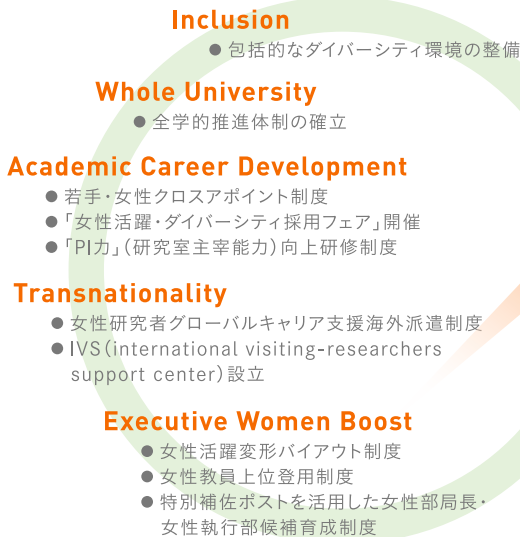 Inclusion
● 包括的なダイバーシティ環境の整備
Whole University
● 全学的推進体制の確立
Academic Career Development
● 若手・女性クロスアポイント制度
● 「女性活躍・ダイバーシティ採用フェア」開催
● 「PI力」（研究室主宰能力）向上研修制度
Transnationality
● 女性研究者グローバルキャリア支援海外派遣制度
● IVS（international visiting-researchers
support center）設立
Executive Women Boost
● 女性活躍変形バイアウト制度
● 女性教員上位登用制度
● 特別補佐ポストを活用した女性部局長・
女性執行部候補育成制度